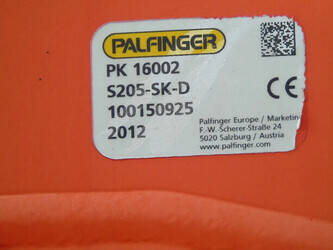 PALFINGER
PK 16002
S205-SK-D
100150925
2012
CE
Palfinger Europe / Marketin
F.-W.-Scherer-Straße 24
5020 Salzburg / Austria
www.palfinger.com